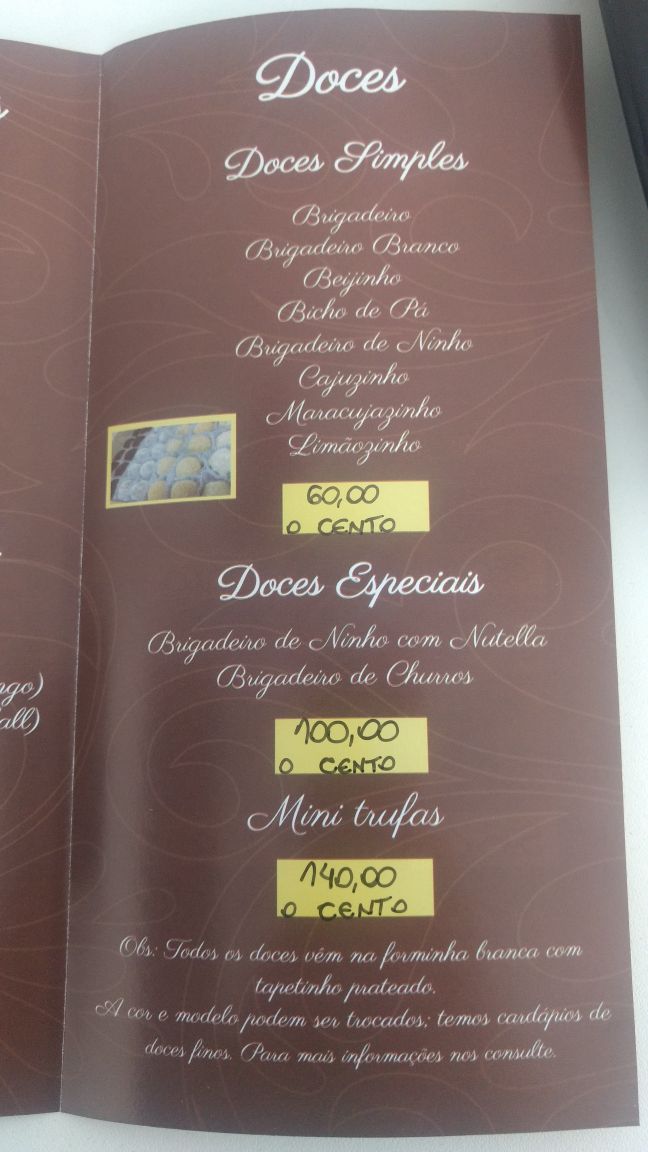 Doces
Doces Simples
Brigadeiro
Brigadeiro Branco
Beijinho
Bicho de Pá
Brigadeiro de Ninho
Cajuzinho
Maracujazinho
Limãozinho
60,00
O CENTO
Doces Especiais
Brigadeiro de Ninho com Nutella
Brigadeiro de Churros
100,00
O CENTO
Mini trufas
140,00
O CENTO
Obs: Todos os doces vêm na forminha branca com
tapetinho prateado.
A cor e modelo podem ser trocados; temos cardápios de
doces finos. Para mais informações nos consulte.